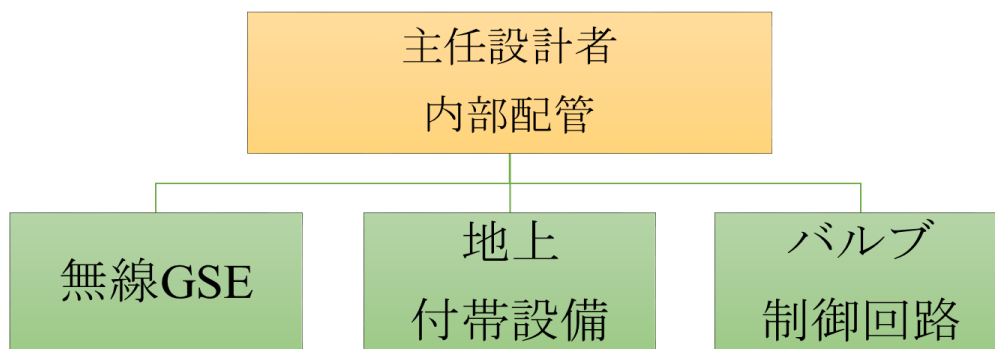 主任設計者
内部配管
無線GSE
地上
付帯設備
バルブ
制御回路